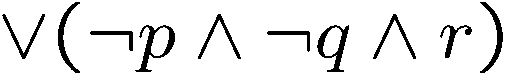 ∨(¬p ∧ ¬q ∧ r)